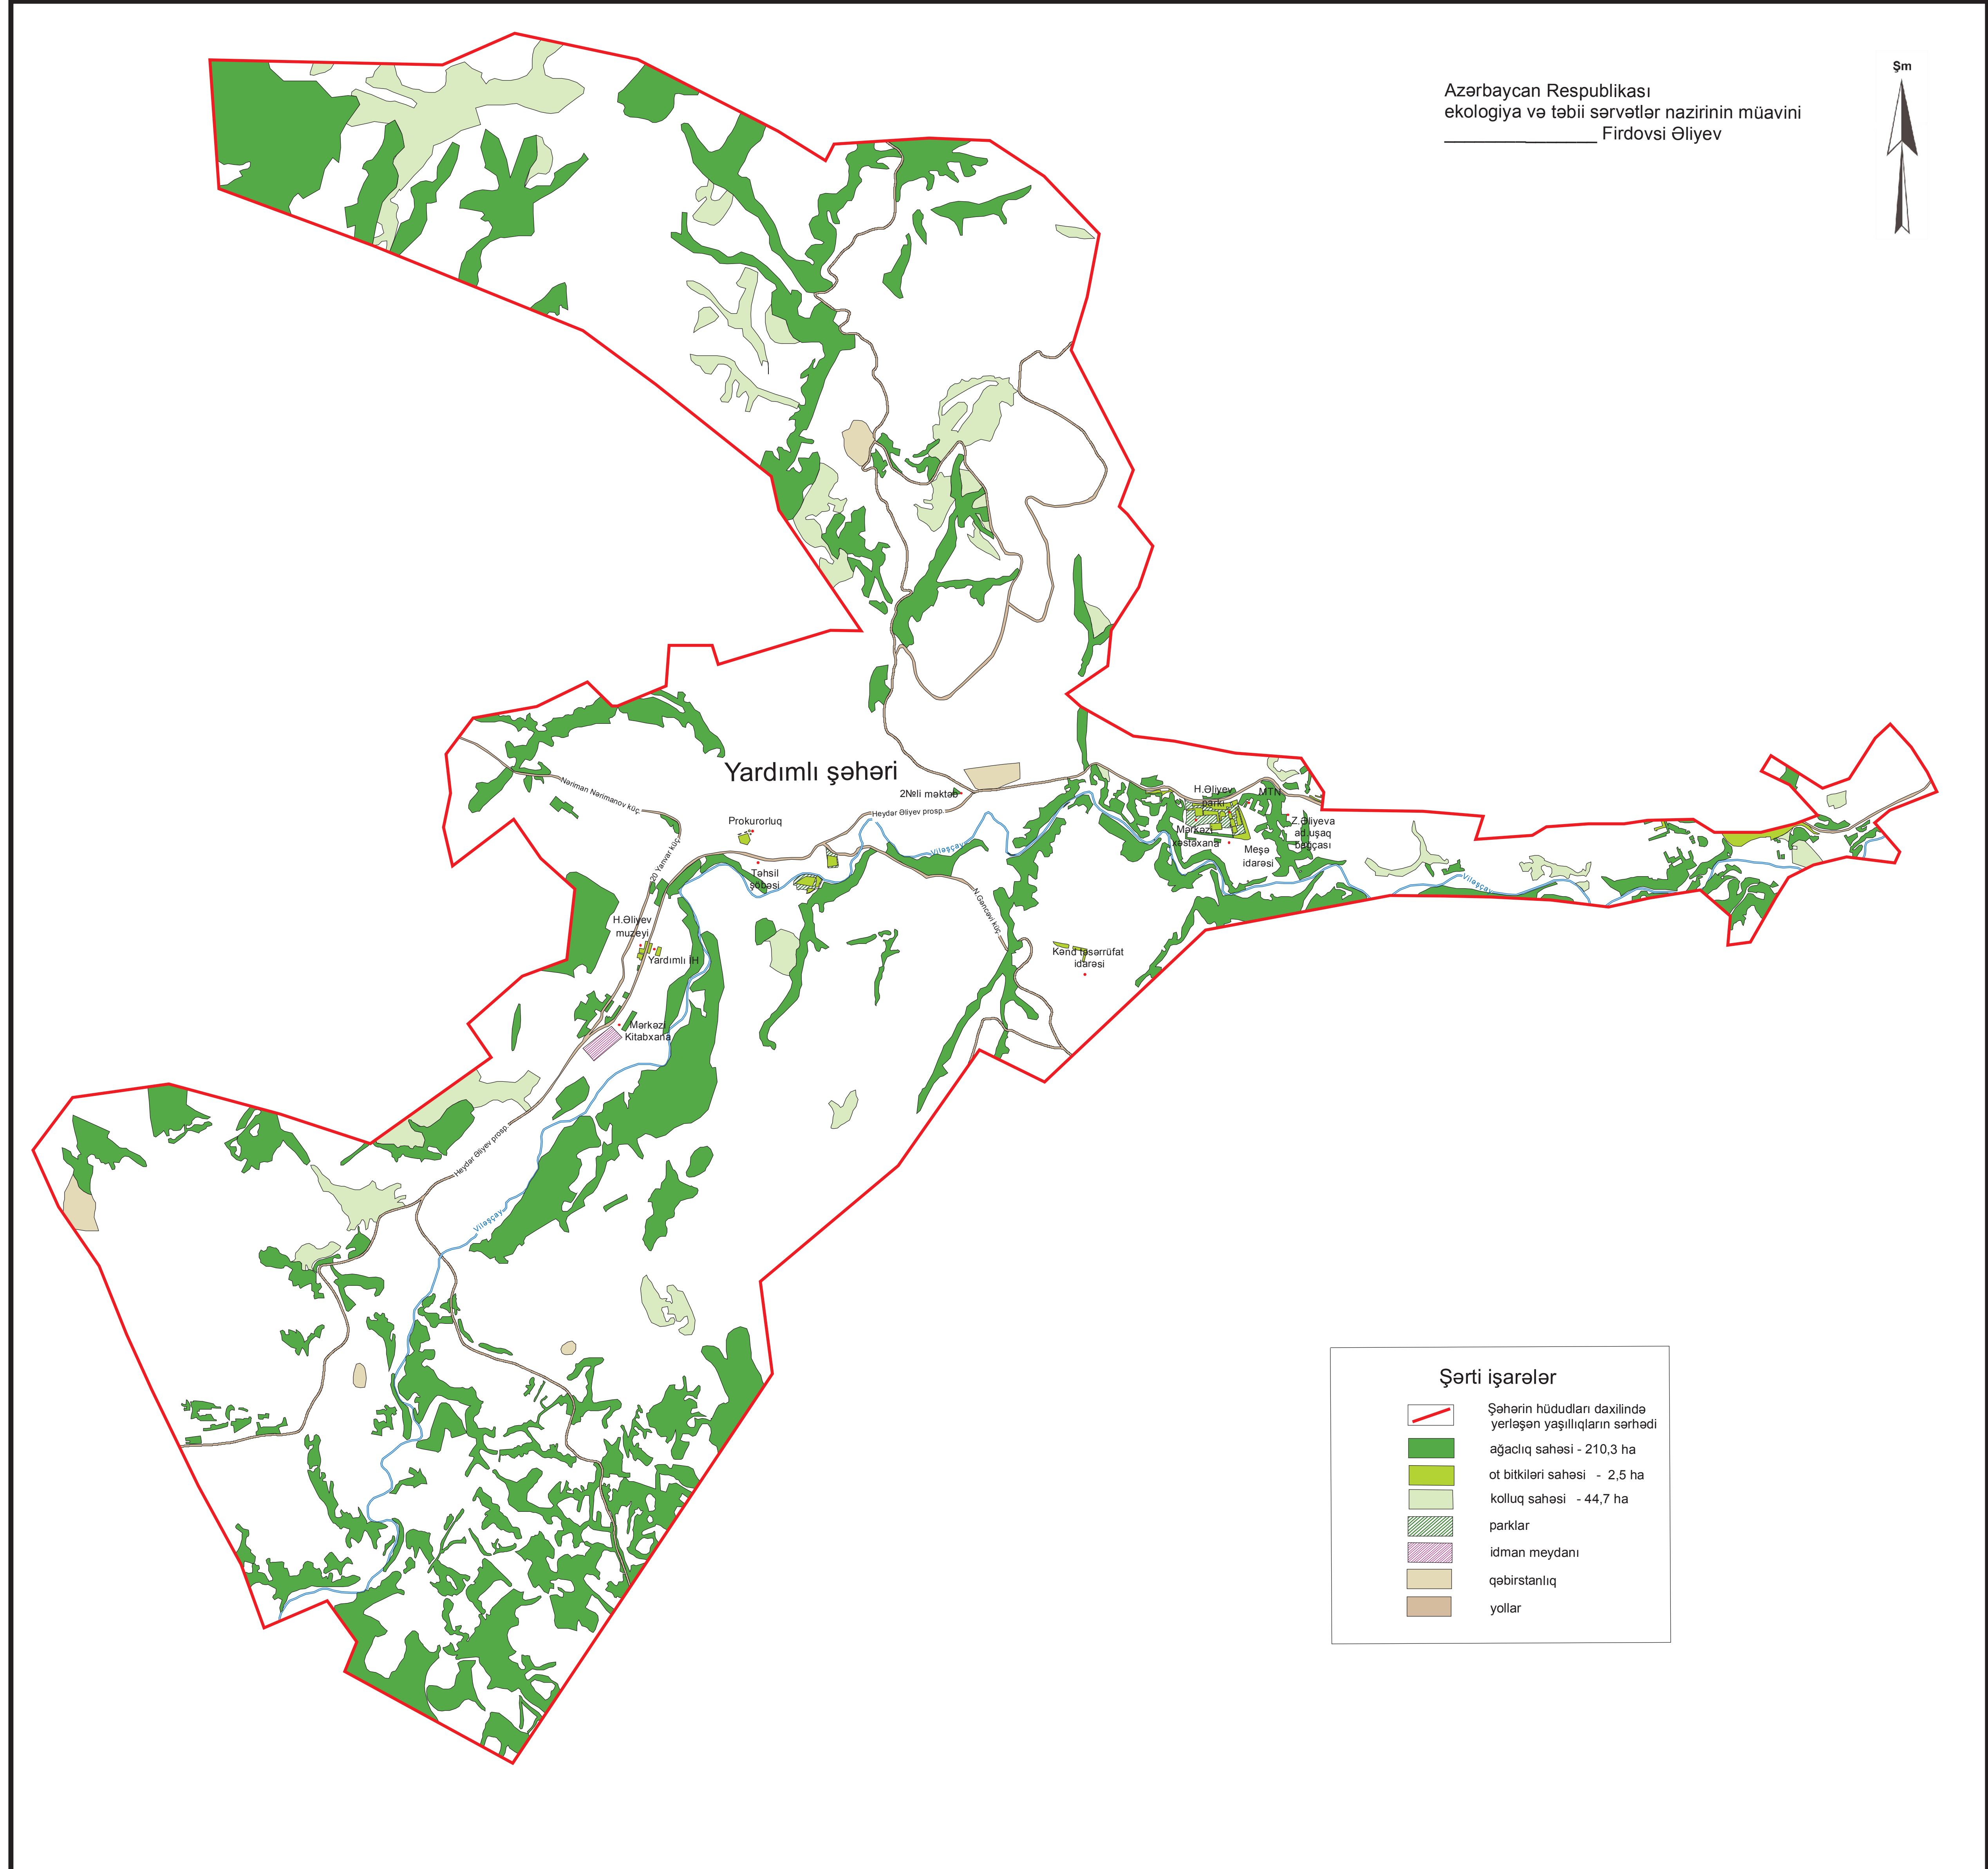 Şm
Azərbaycan Respublikası
ekologiya və təbii sərvətlər nazirinin müavini
Firdovsi Əliyev
Yardımlı şəhəri
Nəriman Nərimanov küç.
2№li məktəb
Heydər Əliyev prosp.
H.Əliyev
parkı
MTN
Prokurorluq
Z.Əliyeva
ad.uşaq
bağçası
Mərkəzi
xəstəxana
Meşə
idarəsi
Viləşçay
20 Yanvar küç.
Təhsil
şöbəsi
Viləşçay
N.Gəncəvi küç.
H.Əliyev
muzeyi
Yardımlı İH
Kənd təsərrüfat
idarəsi
Mərkəzi
Kitabxana
Heydər Əliyev prosp.
Viləşçay
Şərti işarələr
Şəhərin hüdudları daxilində
yerləşən yaşıllıqların sərhədi
ağaclıq sahəsi - 210,3 ha
ot bitkiləri sahəsi - 2,5 ha
kolluq sahəsi - 44,7 ha
parklar
idman meydanı
qəbirstanlıq
yollar